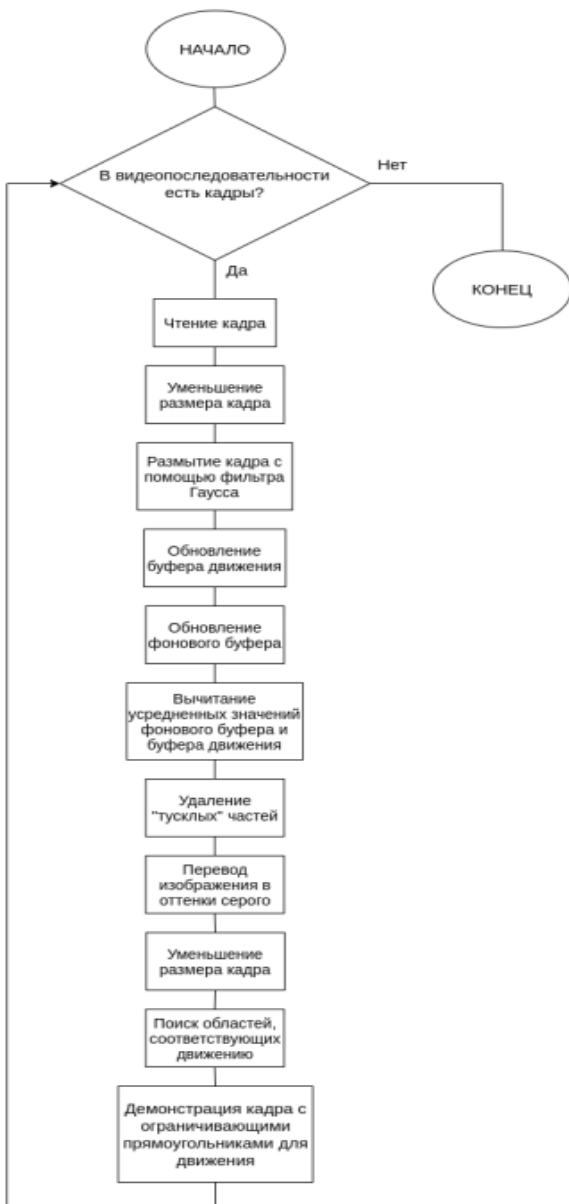 НАЧАЛО
В видеопоследовательности
есть кадры?
Нет
Да
КОНЕЦ
Чтение кадра
Уменьшение
размера кадра
Размытие кадра с
помощью фильтра
Гаусса
Обновление
буфера движения
Обновление
фонового буфера
Вычитание
усредненных значений
фонового буфера и
буфера движения
Удаление
"тусклых" частей
Перевод
изображения в
оттенки серого
Уменьшение
размера кадра
Поиск областей,
соответствующих
движению
Демонстрация кадра с
ограничивающими
прямоугольниками для
движения